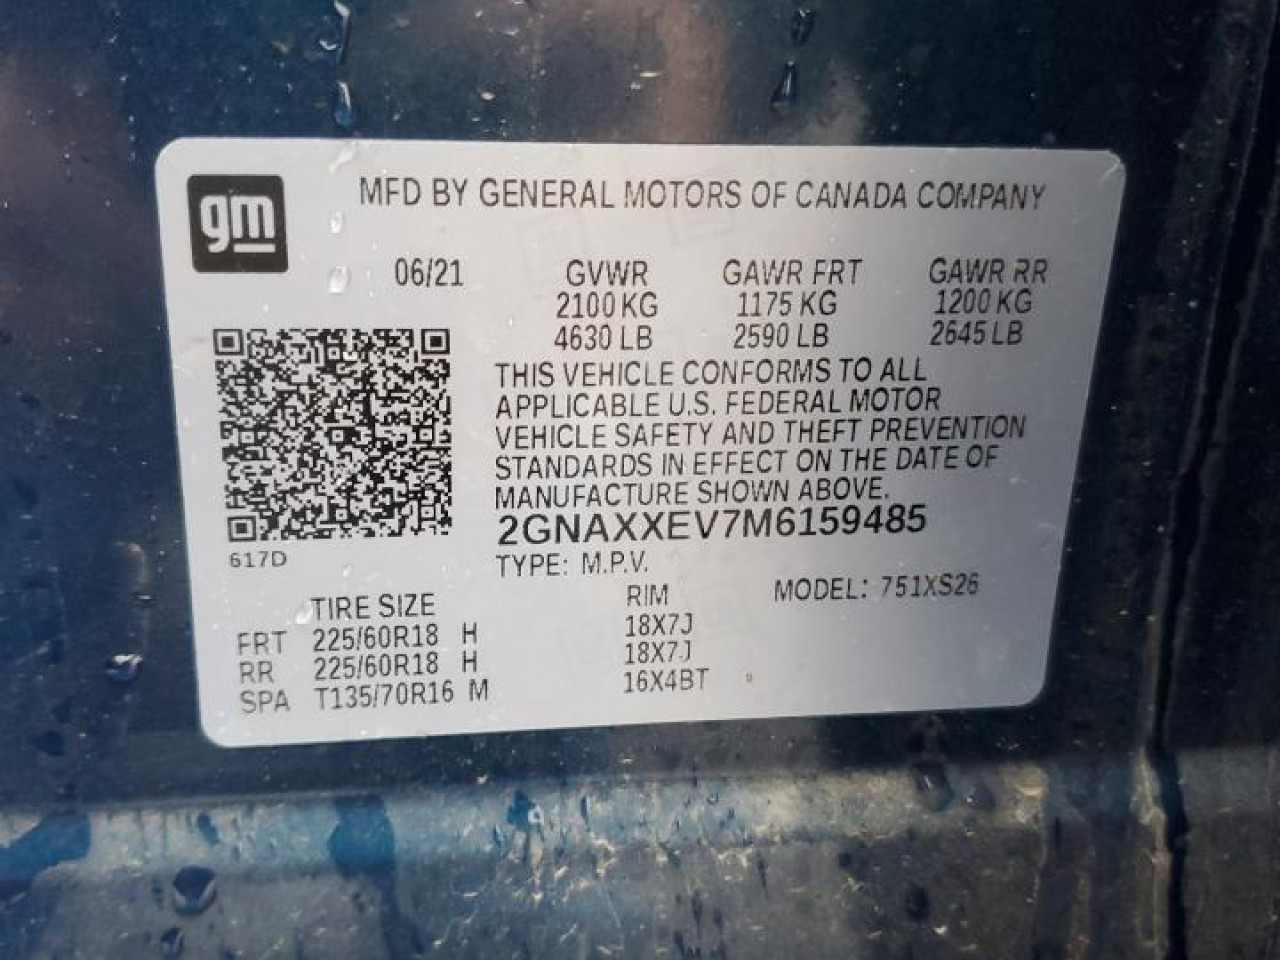 gm
MFD BY GENERAL MOTORS OF CANADA COMPANY
06/21 GVWR GAWR FRT GAWR RR
2100 KG 1175 KG 1200 KG
4630 LB 2590 LB 2645 LB
THIS VEHICLE CONFORMS TO ALL
APPLICABLE U.S. FEDERAL MOTOR
VEHICLE SAFETY AND THEFT PREVENTION
STANDARDS IN EFFECT ON THE DATE OF
MANUFACTURE SHOWN ABOVE.
2GNAXXEV7M6159485
617D
TYPE: M.P.V.
TIRE SIZE RIM MODEL: 751XS26
FRT 225/60R18 H 18X7J
RR 225/60R18 H 18X7J
SPA T135/70R16 M 16X4BT